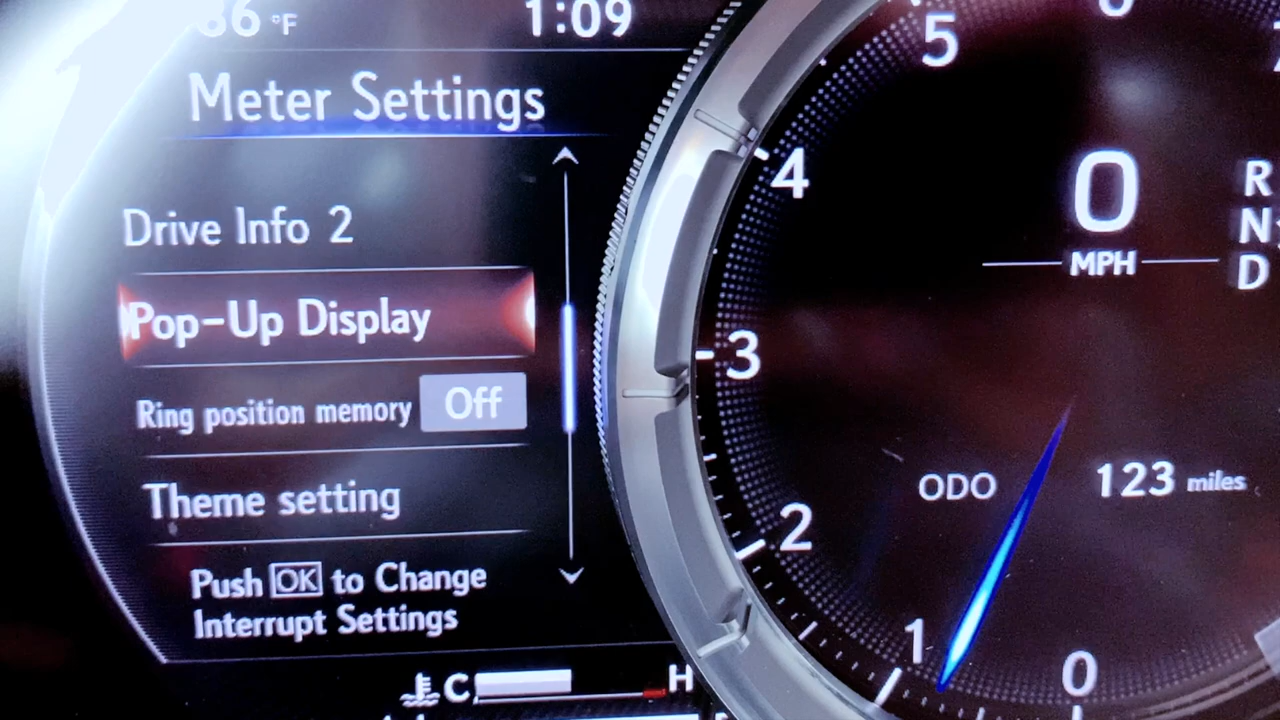 86 °F
1:09
Meter Settings
Drive Info 2
Pop-Up Display
Ring position memory Off
Theme setting
Push OK to Change
Interrupt Settings
C H
5
4
3
2
1
0
0
MPH
R
N
D
ODO 123 miles